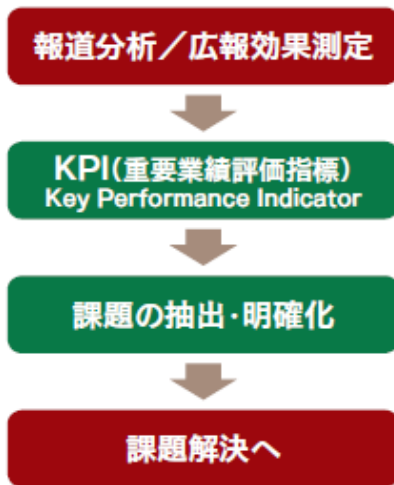 報道分析／広報効果測定
KPI（重要業績評価指標）
Key Performance Indicator
課題の抽出・明確化
課題解決へ